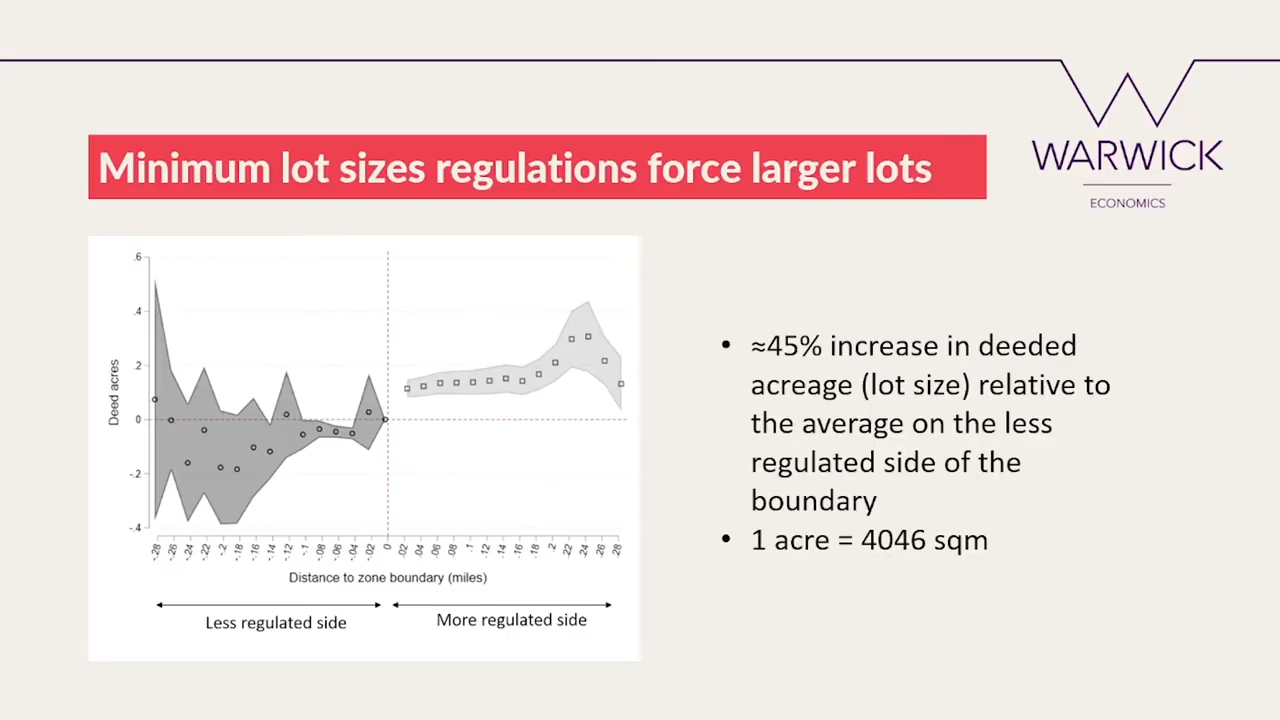 WARWICK
ECONOMICS
Minimum lot sizes regulations force larger lots
.6
.4
.2
0
-.2
-.4
Deed acres
-.28 -.26 -.24 -.22 -.2 -.18 -.16 -.14 -.12 -.1 -.08 -.06 -.04 -.02 0 .02 .04 .06 .08 .1 .12 .14 .16 .18 .2 .22 .24 .26 .28
Distance to zone boundary (miles)
Less regulated side
More regulated side
• ≈45% increase in deeded
acreage (lot size) relative to
the average on the less
regulated side of the
boundary
• 1 acre = 4046 sqm